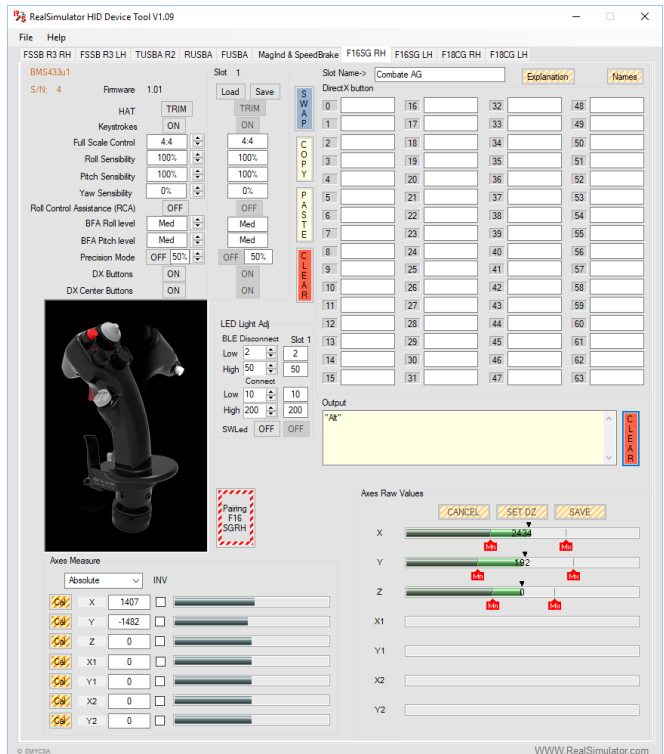 RealSimulator HID Device Tool V1.09
File Help
FSSB R3 RH FSSB R3 LH TUSBA R2 RUSBA FUSBA MagInd & SpeedBrake F16SG RH F16SG LH F18CG RH F18CG LH
BMS433u1 Slot 1 Slot Name-> Combate AG Explanation Names
S/N: 4 Firmware 1.01 Load Save DirectX button
HAT TRIM TRIM
Keystrokes ON ON
Full Scale Control 4:4 4:4
Roll Sensibility 100% 100%
Pitch Sensibility 100% 100%
Yaw Sensibility 0% 0%
Roll Control Assistance (RCA) OFF OFF
BFA Roll level Med Med
BFA Pitch level Med Med
Precision Mode OFF 50% OFF 50%
DX Buttons ON ON
DX Center Buttons ON ON
SWAP
COPY
PASTE
CLEAR
0 16 32 48
1 17 33 49
2 18 34 50
3 19 35 51
4 20 36 52
5 21 37 53
6 22 38 54
7 23 39 55
8 24 40 56
9 25 41 57
10 26 42 58
11 27 43 59
12 28 44 60
13 29 45 61
14 30 46 62
15 31 47 63
LED Light Adj
BLE Disconnect Slot 1
Low 2 2
High 50 50
Connect
Low 10 10
High 200 200
SWLed OFF OFF
Output
"Alt"
CLEAR
Pairing
F16
SGRH
Axes Raw Values
CANCEL SET DZ SAVE
X 2434
Mn Mx
Y 192
Mn Mx
Z 0
Mn Mx
X1
Y1
X2
Y2
Axes Measure
Absolute INV
Cal X 1407
Cal Y -1482
Cal Z 0
Cal X1 0
Cal Y1 0
Cal X2 0
Cal Y2 0
© EMYCSA WWW.RealSimulator.com